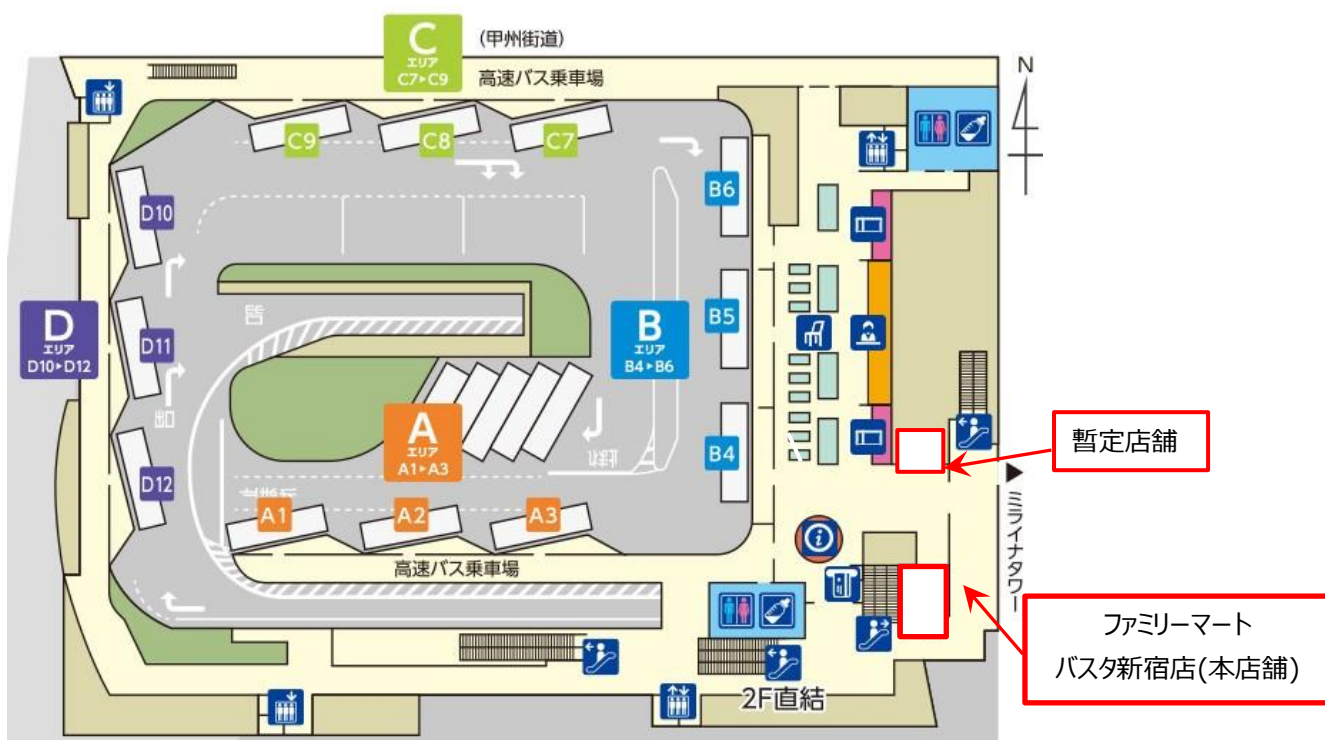 C
エリア
C7▸C9
(甲州街道)
高速バス乗車場
N
C9
C8
C7
D10
B6
D
エリア
D10▸D12
D11
B5
B
エリア
B4▸B6
A
エリア
A1▸A3
B4
D12
A1
A2
A3
高速バス乗車場
2F直結
暫定店舗
▶ミライナタワー
ファミリーマート
バスタ新宿店(本店舗)